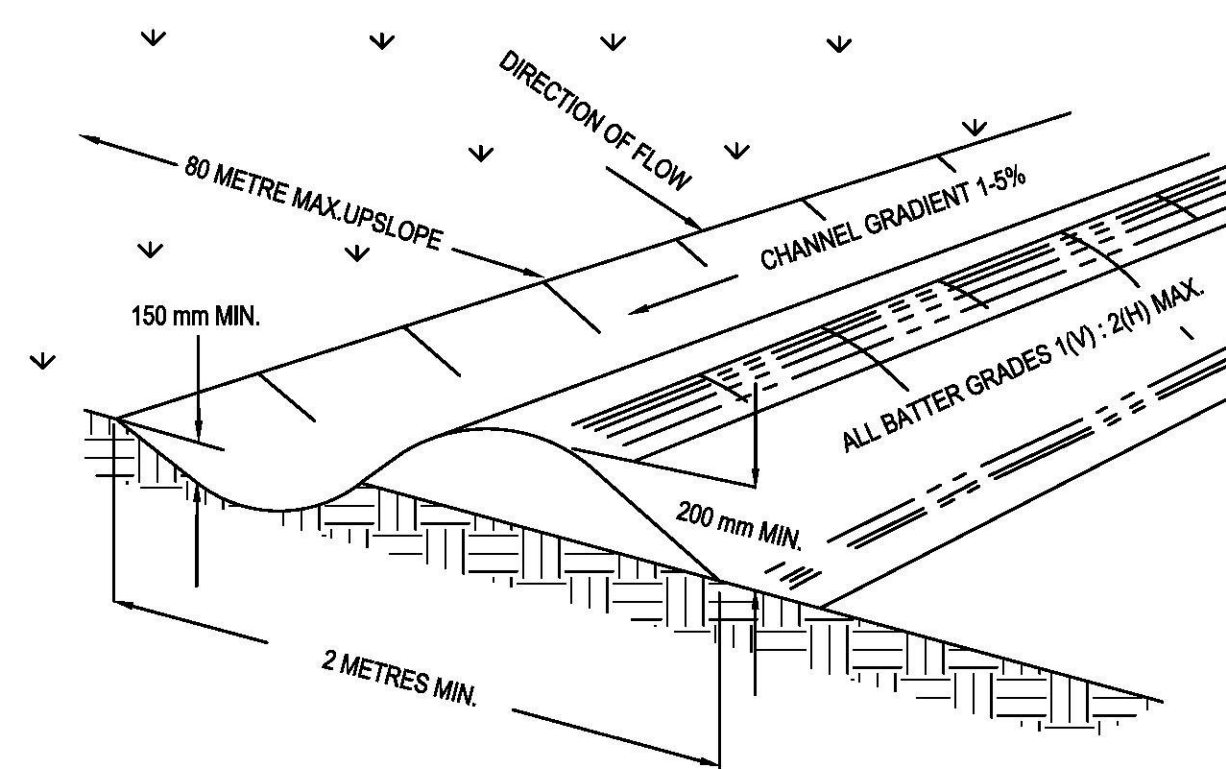 DIRECTION OF FLOW
80 METRE MAX.UPSLOPE
CHANNEL GRADIENT 1-5%
150 mm MIN.
ALL BATTER GRADES 1(V) : 2(H) MAX.
200 mm MIN.
2 METRES MIN.